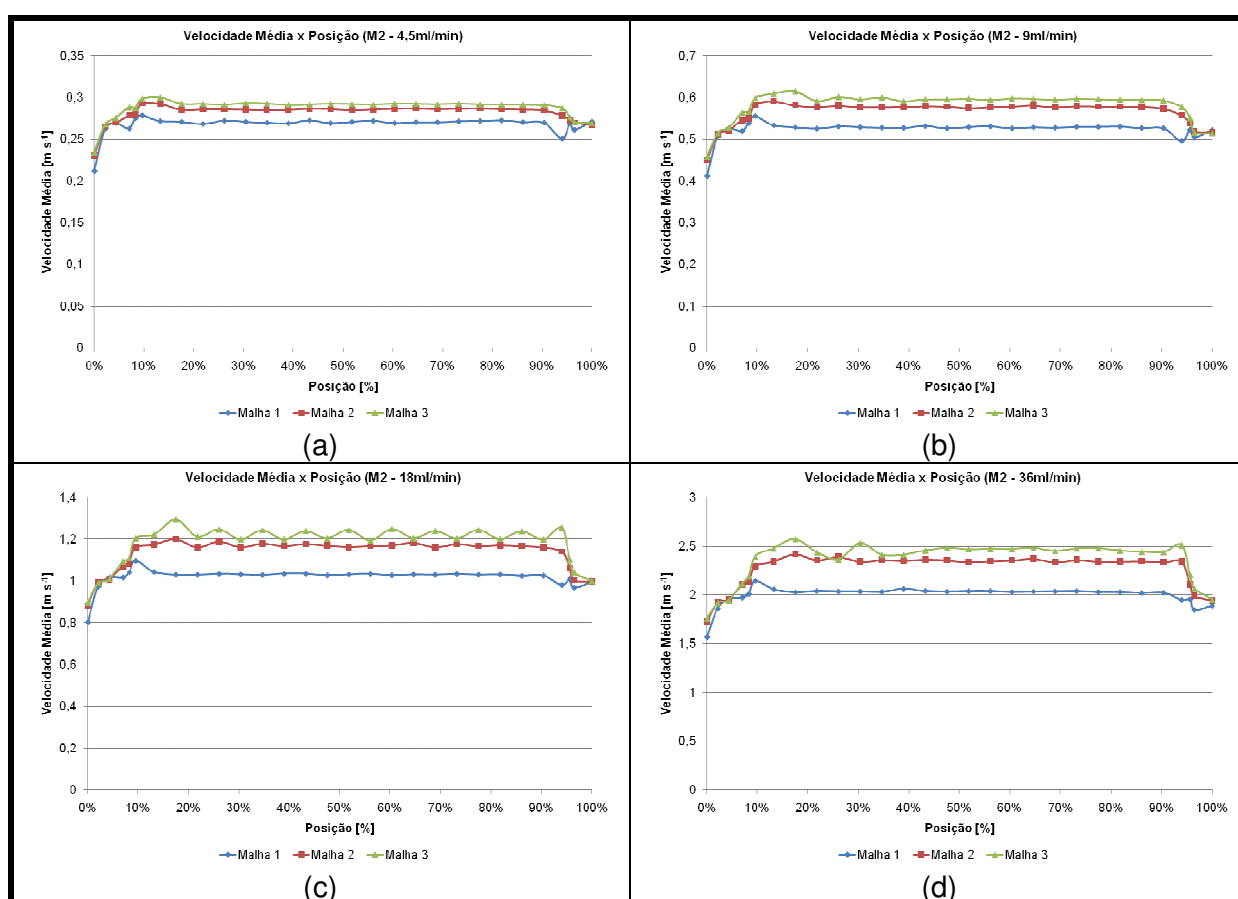 Velocidade Média x Posição (M2 - 4,5ml/min)
Velocidade Média [m s⁻¹]
0,35
0,3
0,25
0,2
0,15
0,1
0,05
0
0% 10% 20% 30% 40% 50% 60% 70% 80% 90% 100%
Posição [%]
Malha 1 Malha 2 Malha 3
(a)
Velocidade Média x Posição (M2 - 9ml/min)
Velocidade Média [m s⁻¹]
0,7
0,6
0,5
0,4
0,3
0,2
0,1
0
0% 10% 20% 30% 40% 50% 60% 70% 80% 90% 100%
Posição [%]
Malha 1 Malha 2 Malha 3
(b)
Velocidade Média x Posição (M2 - 18ml/min)
Velocidade Média [m s⁻¹]
1,4
1,2
1
0,8
0,6
0,4
0,2
0
0% 10% 20% 30% 40% 50% 60% 70% 80% 90% 100%
Posição [%]
Malha 1 Malha 2 Malha 3
(c)
Velocidade Média x Posição (M2 - 36ml/min)
Velocidade Média [m s⁻¹]
3
2,5
2
1,5
1
0,5
0
0% 10% 20% 30% 40% 50% 60% 70% 80% 90% 100%
Posição [%]
Malha 1 Malha 2 Malha 3
(d)